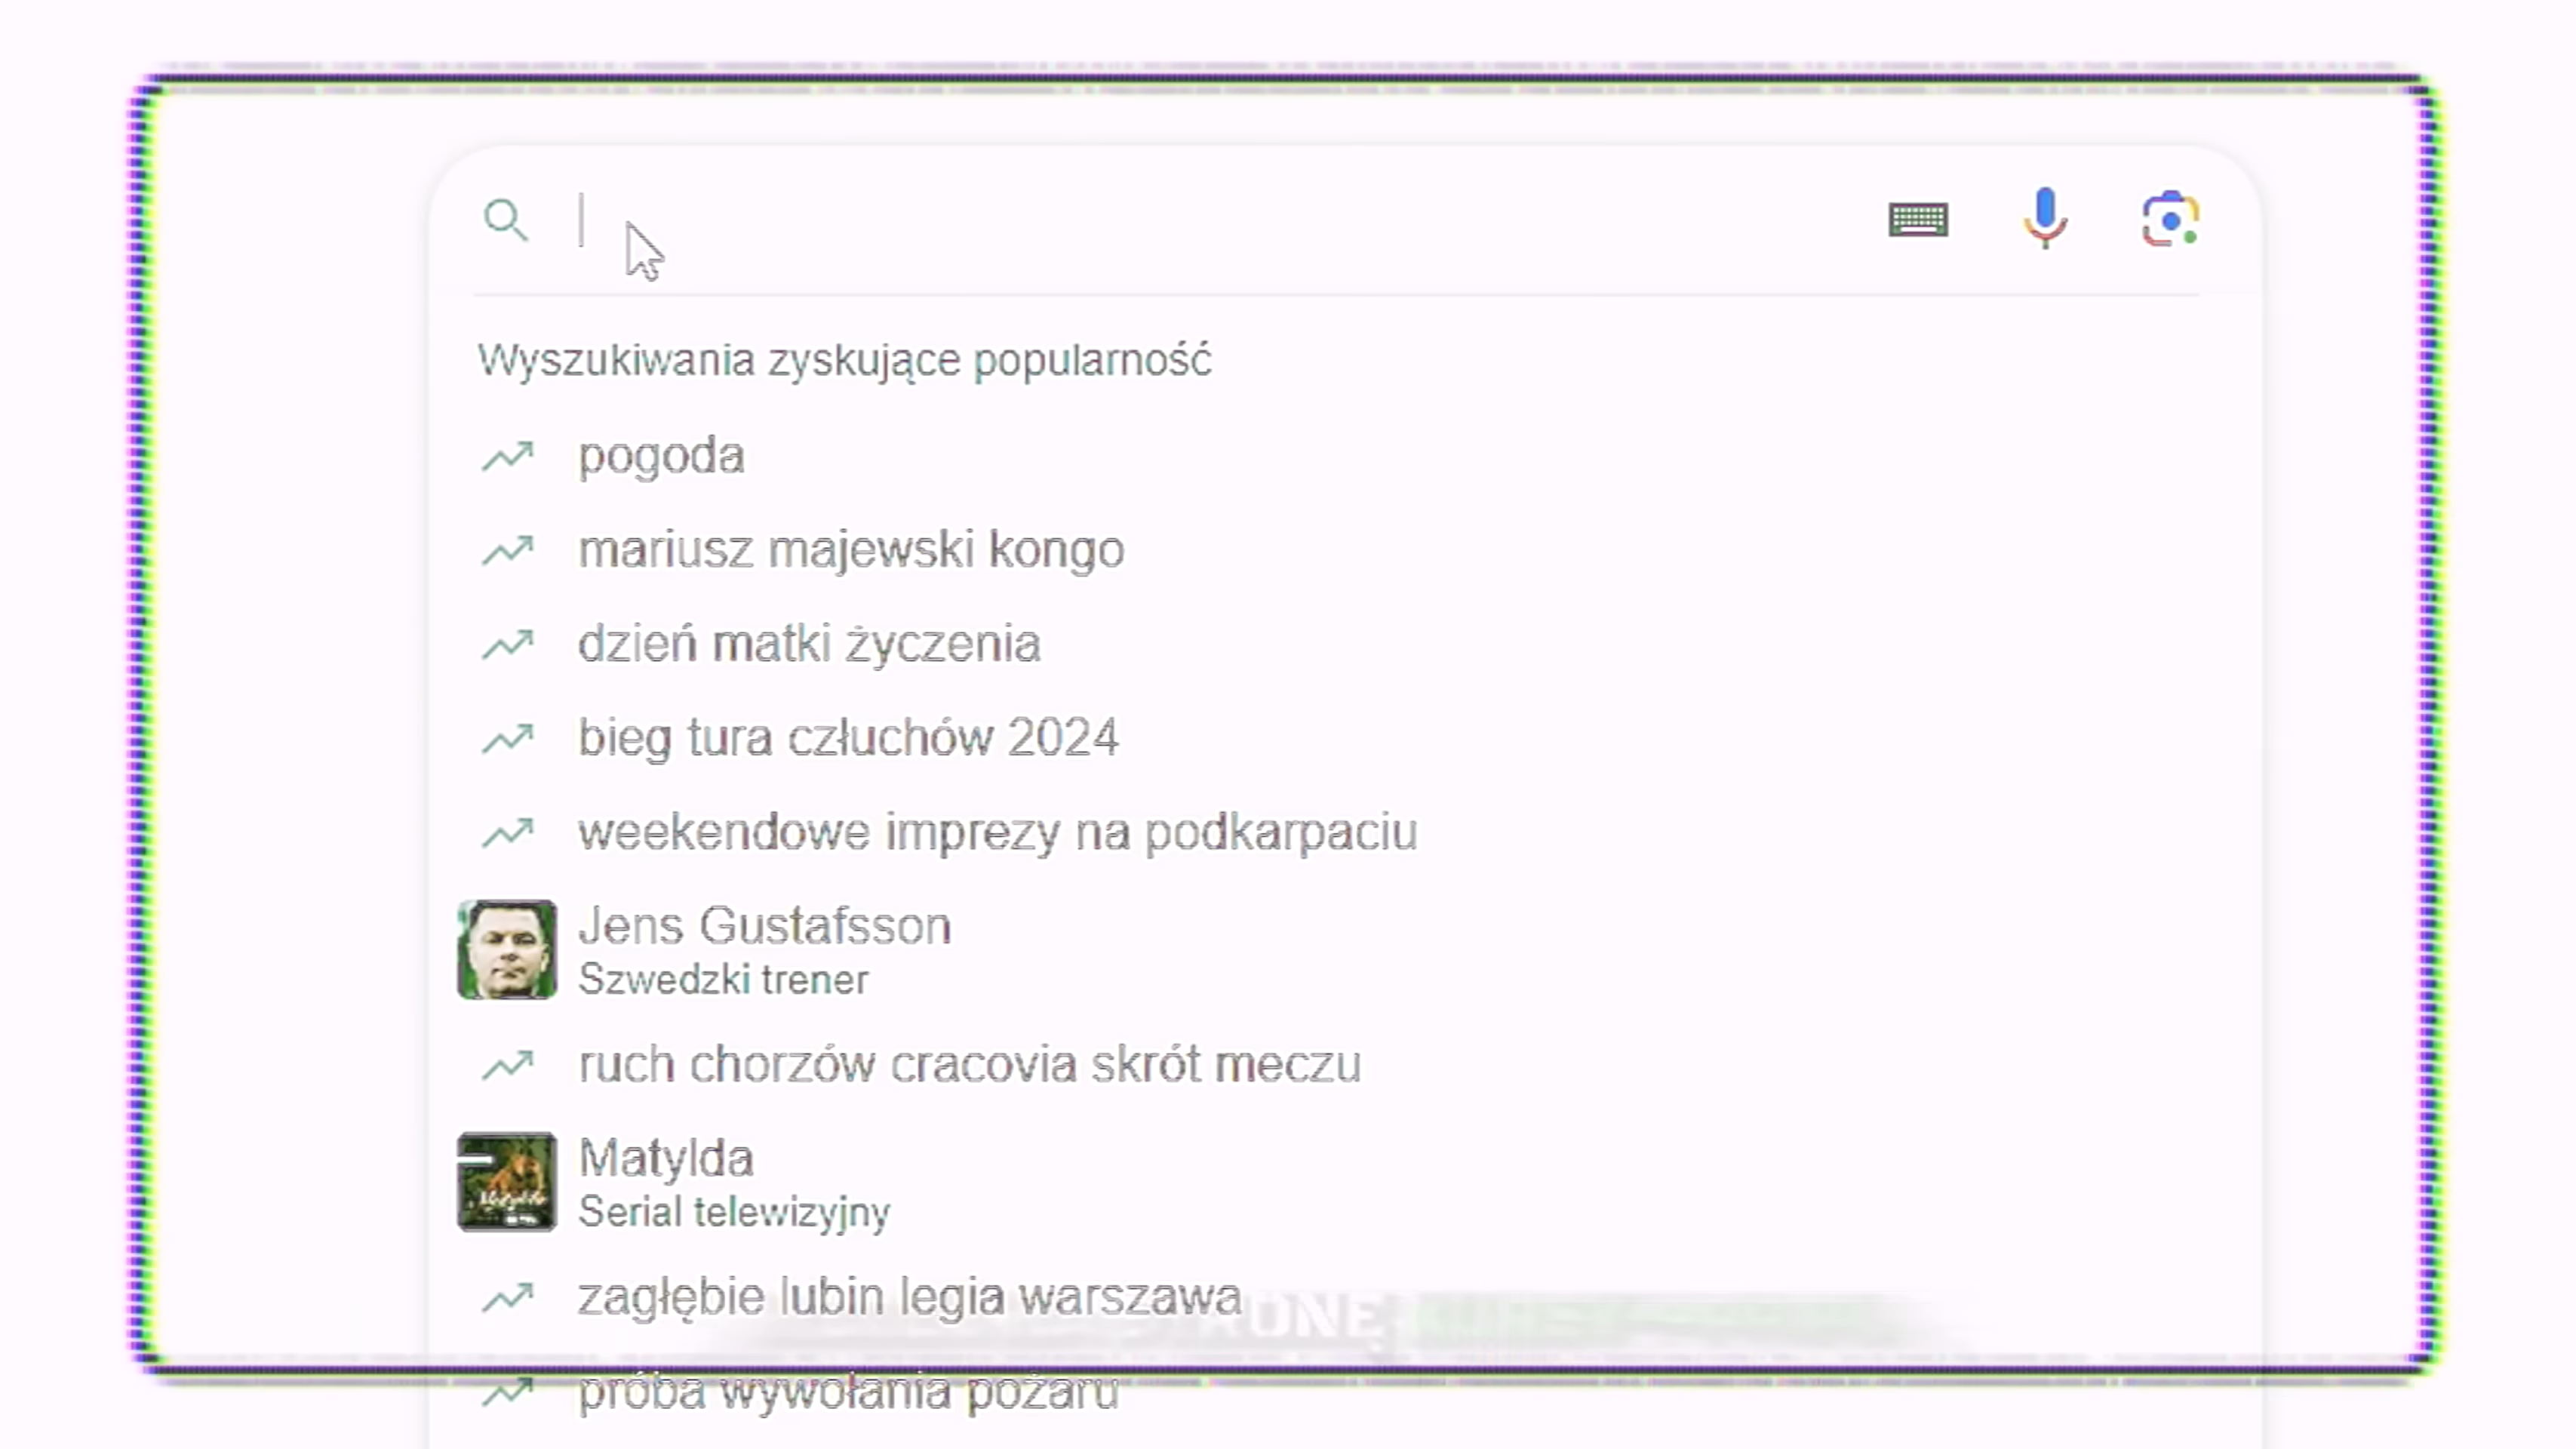 Wyszukiwania zyskujące popularność
pogoda
mariusz majewski kongo
dzień matki życzenia
bieg tura człuchów 2024
weekendowe imprezy na podkarpaciu
Jens Gustafsson
Szwedzki trener
ruch chorzów cracovia skrót meczu
Matylda
Serial telewizyjny
zagłębie lubin legia warszawa
próba wywołania pożaru